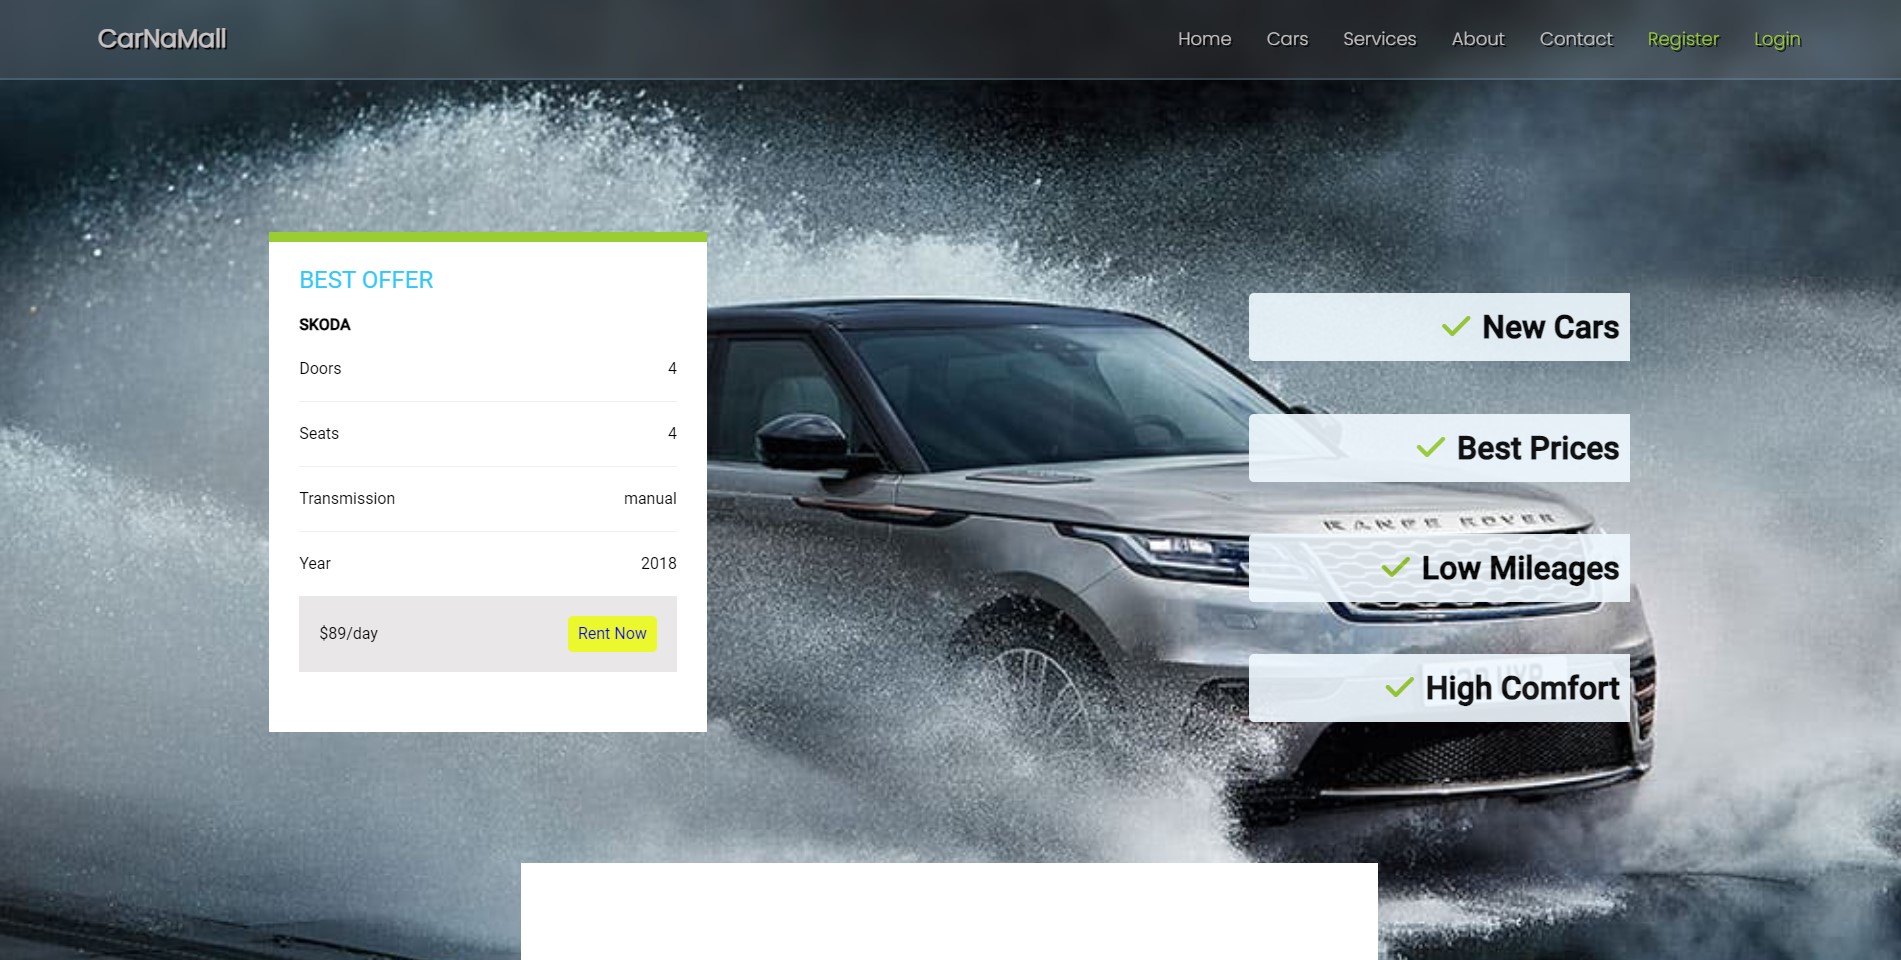 CarNaMall
Home Cars Services About Contact Register Login
BEST OFFER
SKODA
Doors 4
Seats 4
Transmission manual
Year 2018
$89/day Rent Now
New Cars
Best Prices
RANGE ROVER
Low Mileages
High Comfort